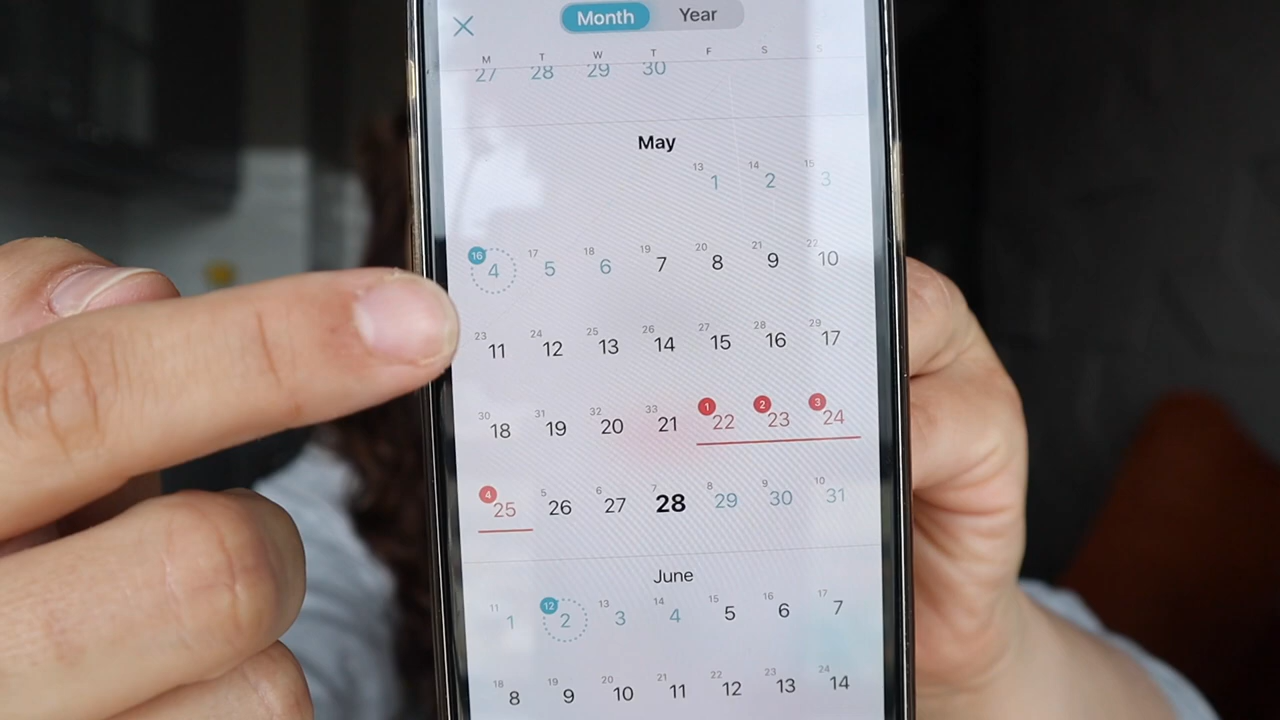 Month Year
M T W T F S S
27 28 29 30
May
13 1 14 2 15 3
16 4 17 5 18 6 19 7 20 8 21 9 22 10
23 11 24 12 25 13 26 14 27 15 28 16 29 17
30 18 31 19 32 20 33 21 1 22 2 23 3 24
4 25 5 26 6 27 7 28 8 29 9 30 10 31
June
11 1 12 2 13 3 14 4 15 5 16 6 17 7
18 8 19 9 20 10 21 11 22 12 23 13 24 14